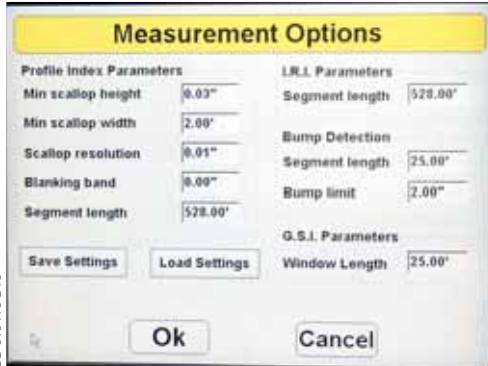 Measurement Options
Profile Index Parameters
Min scallop height 0.03"
Min scallop width 2.00'
Scallop resolution 0.01"
Blanking band 0.00"
Segment length 528.00'
I.R.I. Parameters
Segment length 528.00'
Bump Detection
Segment length 25.00'
Bump limit 2.00"
G.S.I. Parameters
Window Length 25.00'
Save Settings
Load Settings
Ok
Cancel